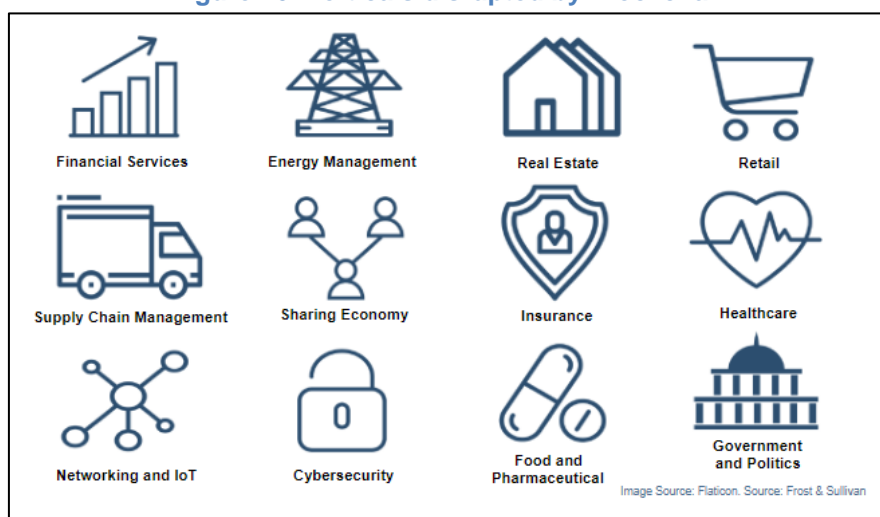 Financial Services
Energy Management
Real Estate
Retail
Supply Chain Management
Sharing Economy
Insurance
Healthcare
Networking and IoT
Cybersecurity
Food and
Pharmaceutical
Government
and Politics
Image Source: Flaticon. Source: Frost & Sullivan